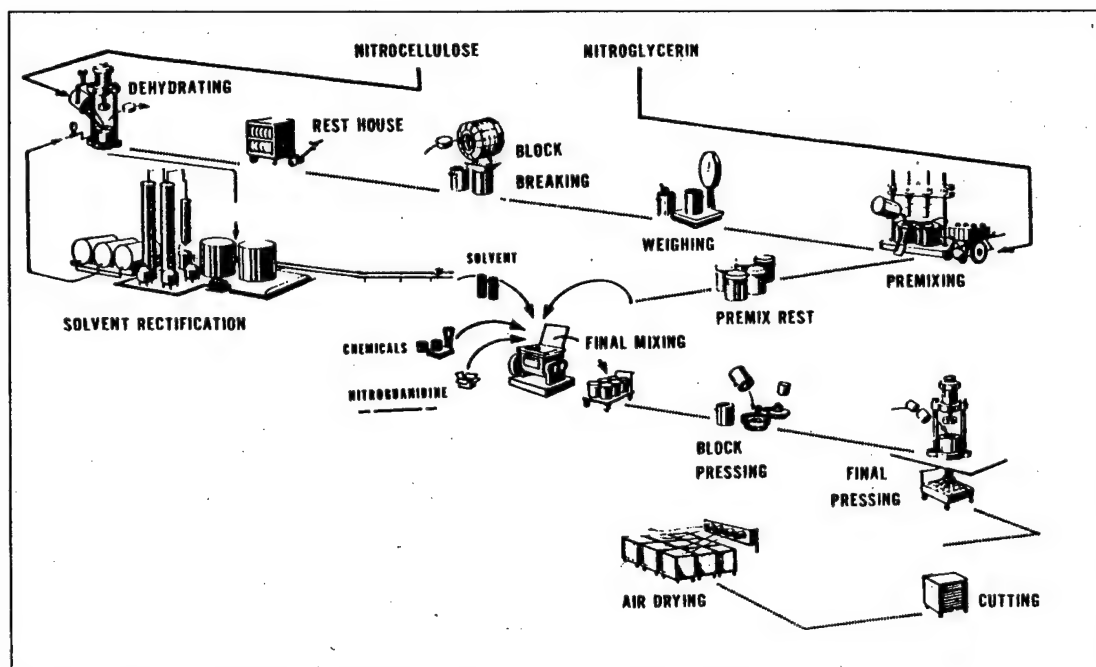 NITROCELLULOSE
NITROGLYCERIN
DEHYDRATING
REST HOUSE
BLOCK
BREAKING
WEIGHING
PREMIXING
SOLVENT
PREMIX REST
SOLVENT RECTIFICATION
CHEMICALS
FINAL MIXING
NITROGUANIDINE
BLOCK
PRESSING
FINAL
PRESSING
AIR DRYING
CUTTING